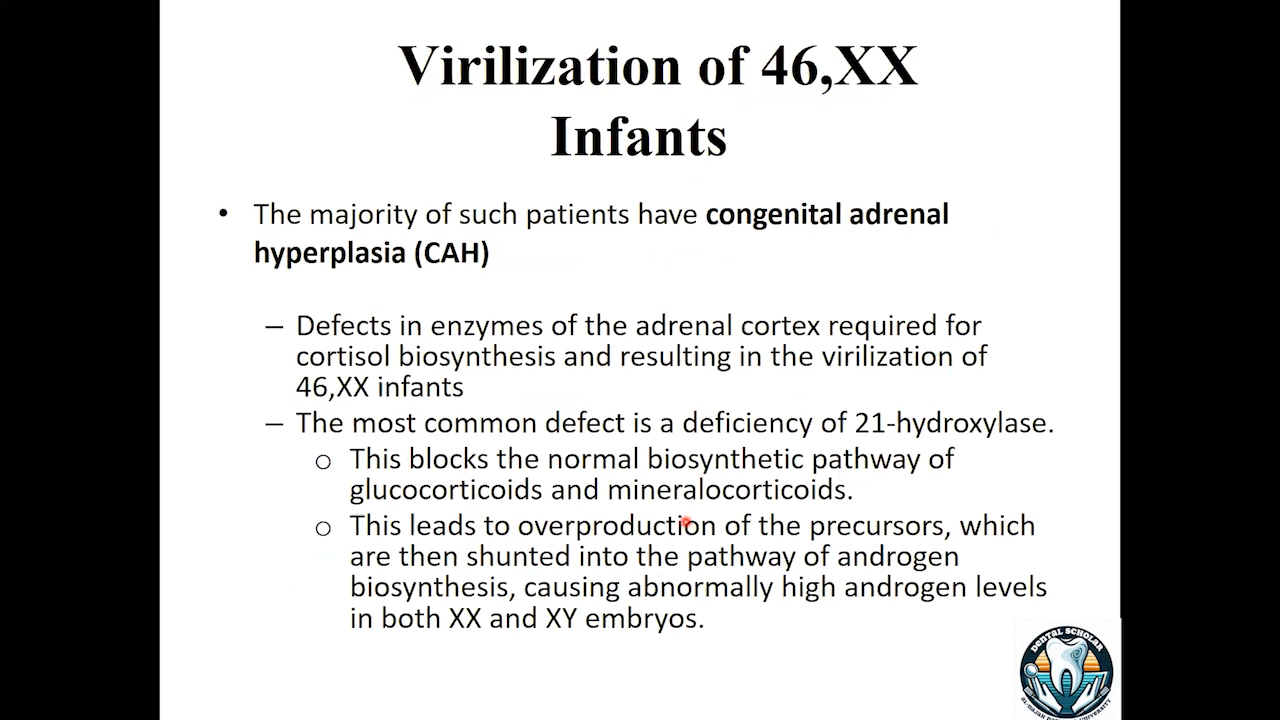 Virilization of 46,XX
Infants
• The majority of such patients have congenital adrenal
hyperplasia (CAH)
– Defects in enzymes of the adrenal cortex required for
cortisol biosynthesis and resulting in the virilization of
46,XX infants
– The most common defect is a deficiency of 21-hydroxylase.
o This blocks the normal biosynthetic pathway of
glucocorticoids and mineralocorticoids.
o This leads to overproduction of the precursors, which
are then shunted into the pathway of androgen
biosynthesis, causing abnormally high androgen levels
in both XX and XY embryos.
DENTAL SCHOLAR